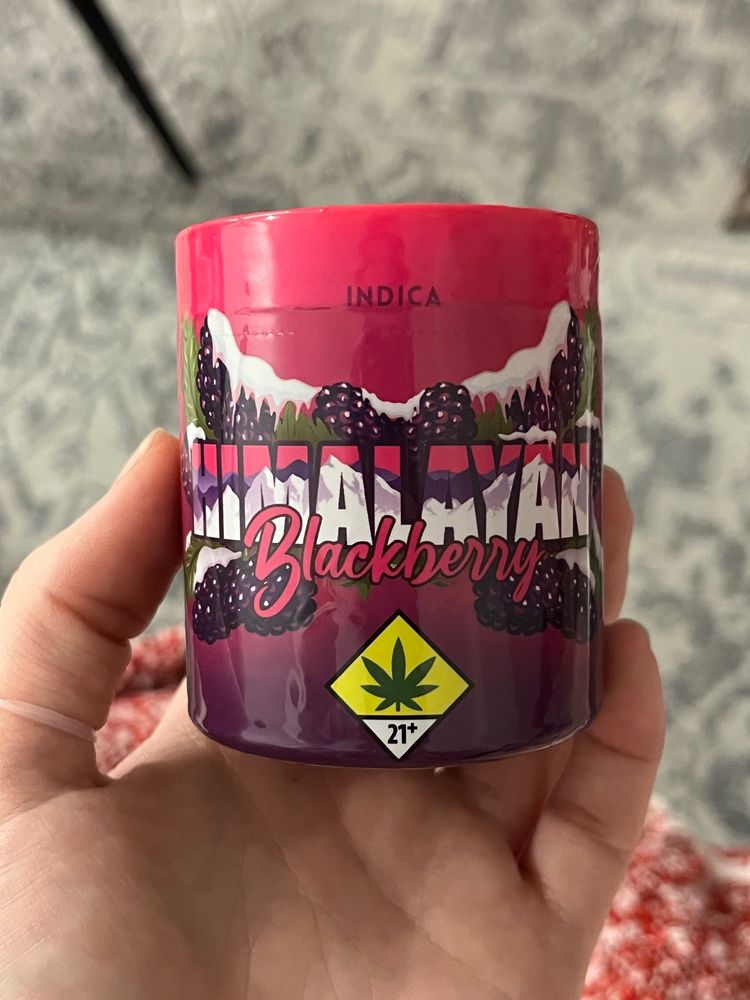 INDICA
HIMALAYAN
Blackberry
21+